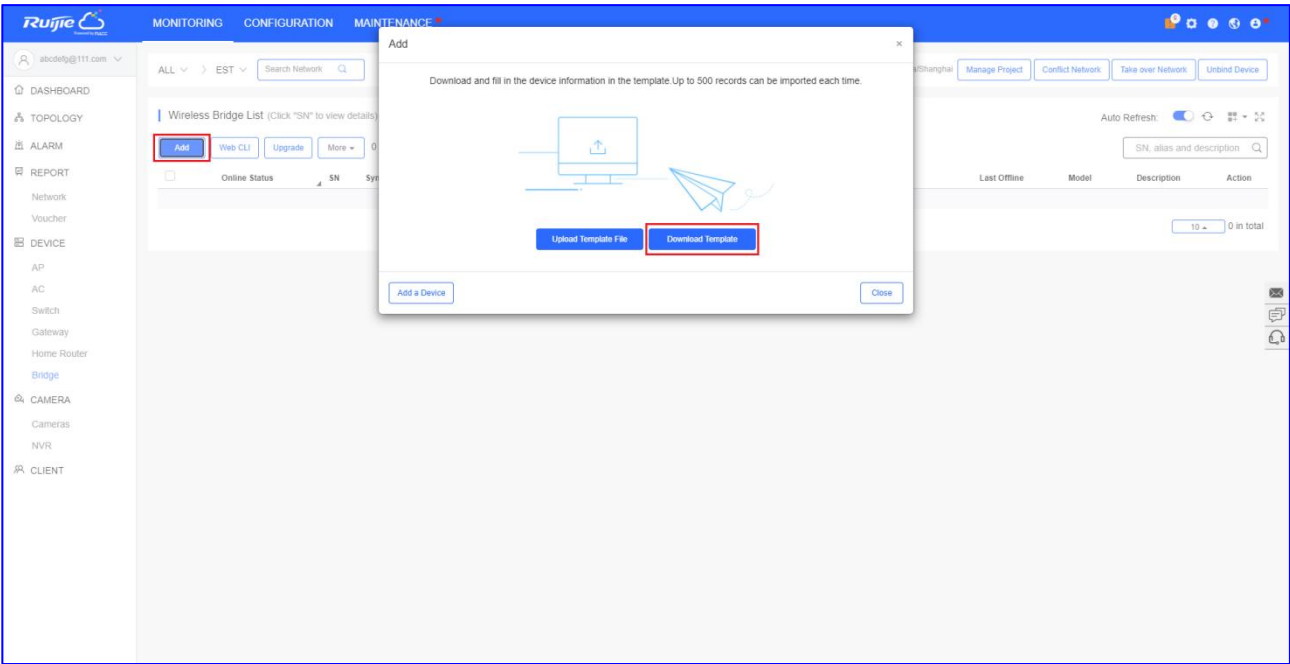 Ruijie
MONITORING CONFIGURATION MAINTENANCE
abcdefg@111.com
DASHBOARD
TOPOLOGY
ALARM
REPORT
Network
Voucher
DEVICE
AP
AC
Switch
Gateway
Home Router
Bridge
CAMERA
Cameras
NVR
CLIENT
ALL > EST Search Network
a/Shanghai Manage Project Conflict Network Take over Network Unbind Device
Wireless Bridge List (Click "SN" to view details)
Auto Refresh:
Add Web CLI Upgrade More 0
SN, alias and description
Online Status SN Syn
Last Offline Model Description Action
10 0 in total
Add ×
Download and fill in the device information in the template.Up to 500 records can be imported each time.
Upload Template File Download Template
Add a Device Close